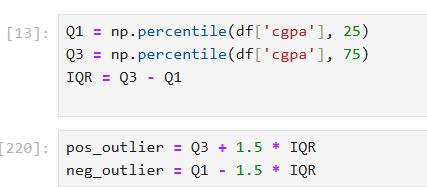 [13]: Q1 = np.percentile(df['cgpa'], 25)
Q3 = np.percentile(df['cgpa'], 75)
IQR = Q3 - Q1
[220]: pos_outlier = Q3 + 1.5 * IQR
neg_outlier = Q1 - 1.5 * IQR